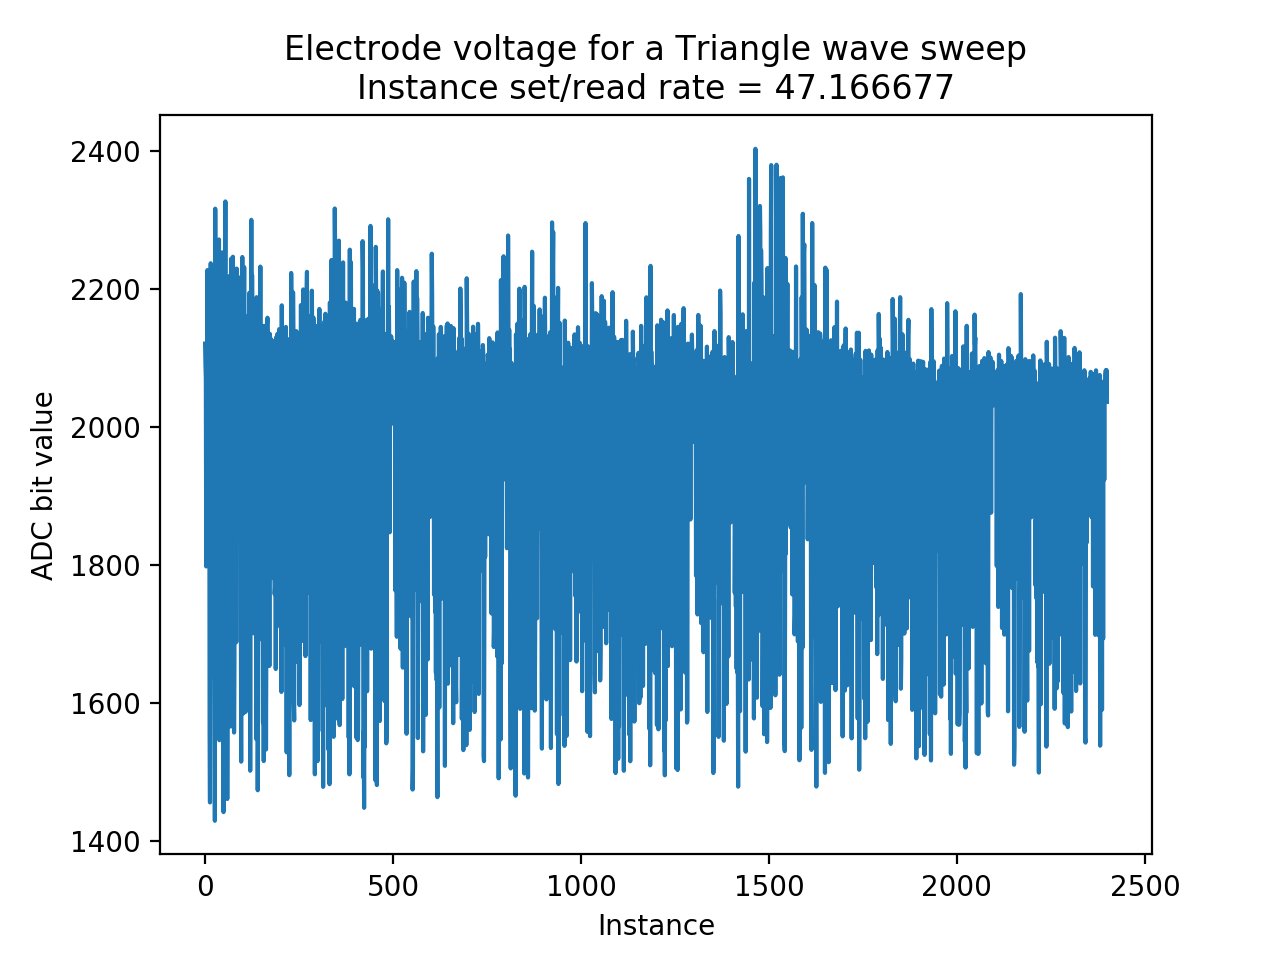 Electrode voltage for a Triangle wave sweep
Instance set/read rate = 47.166677
ADC bit value
2400
2200
2000
1800
1600
1400
0 500 1000 1500 2000 2500
Instance